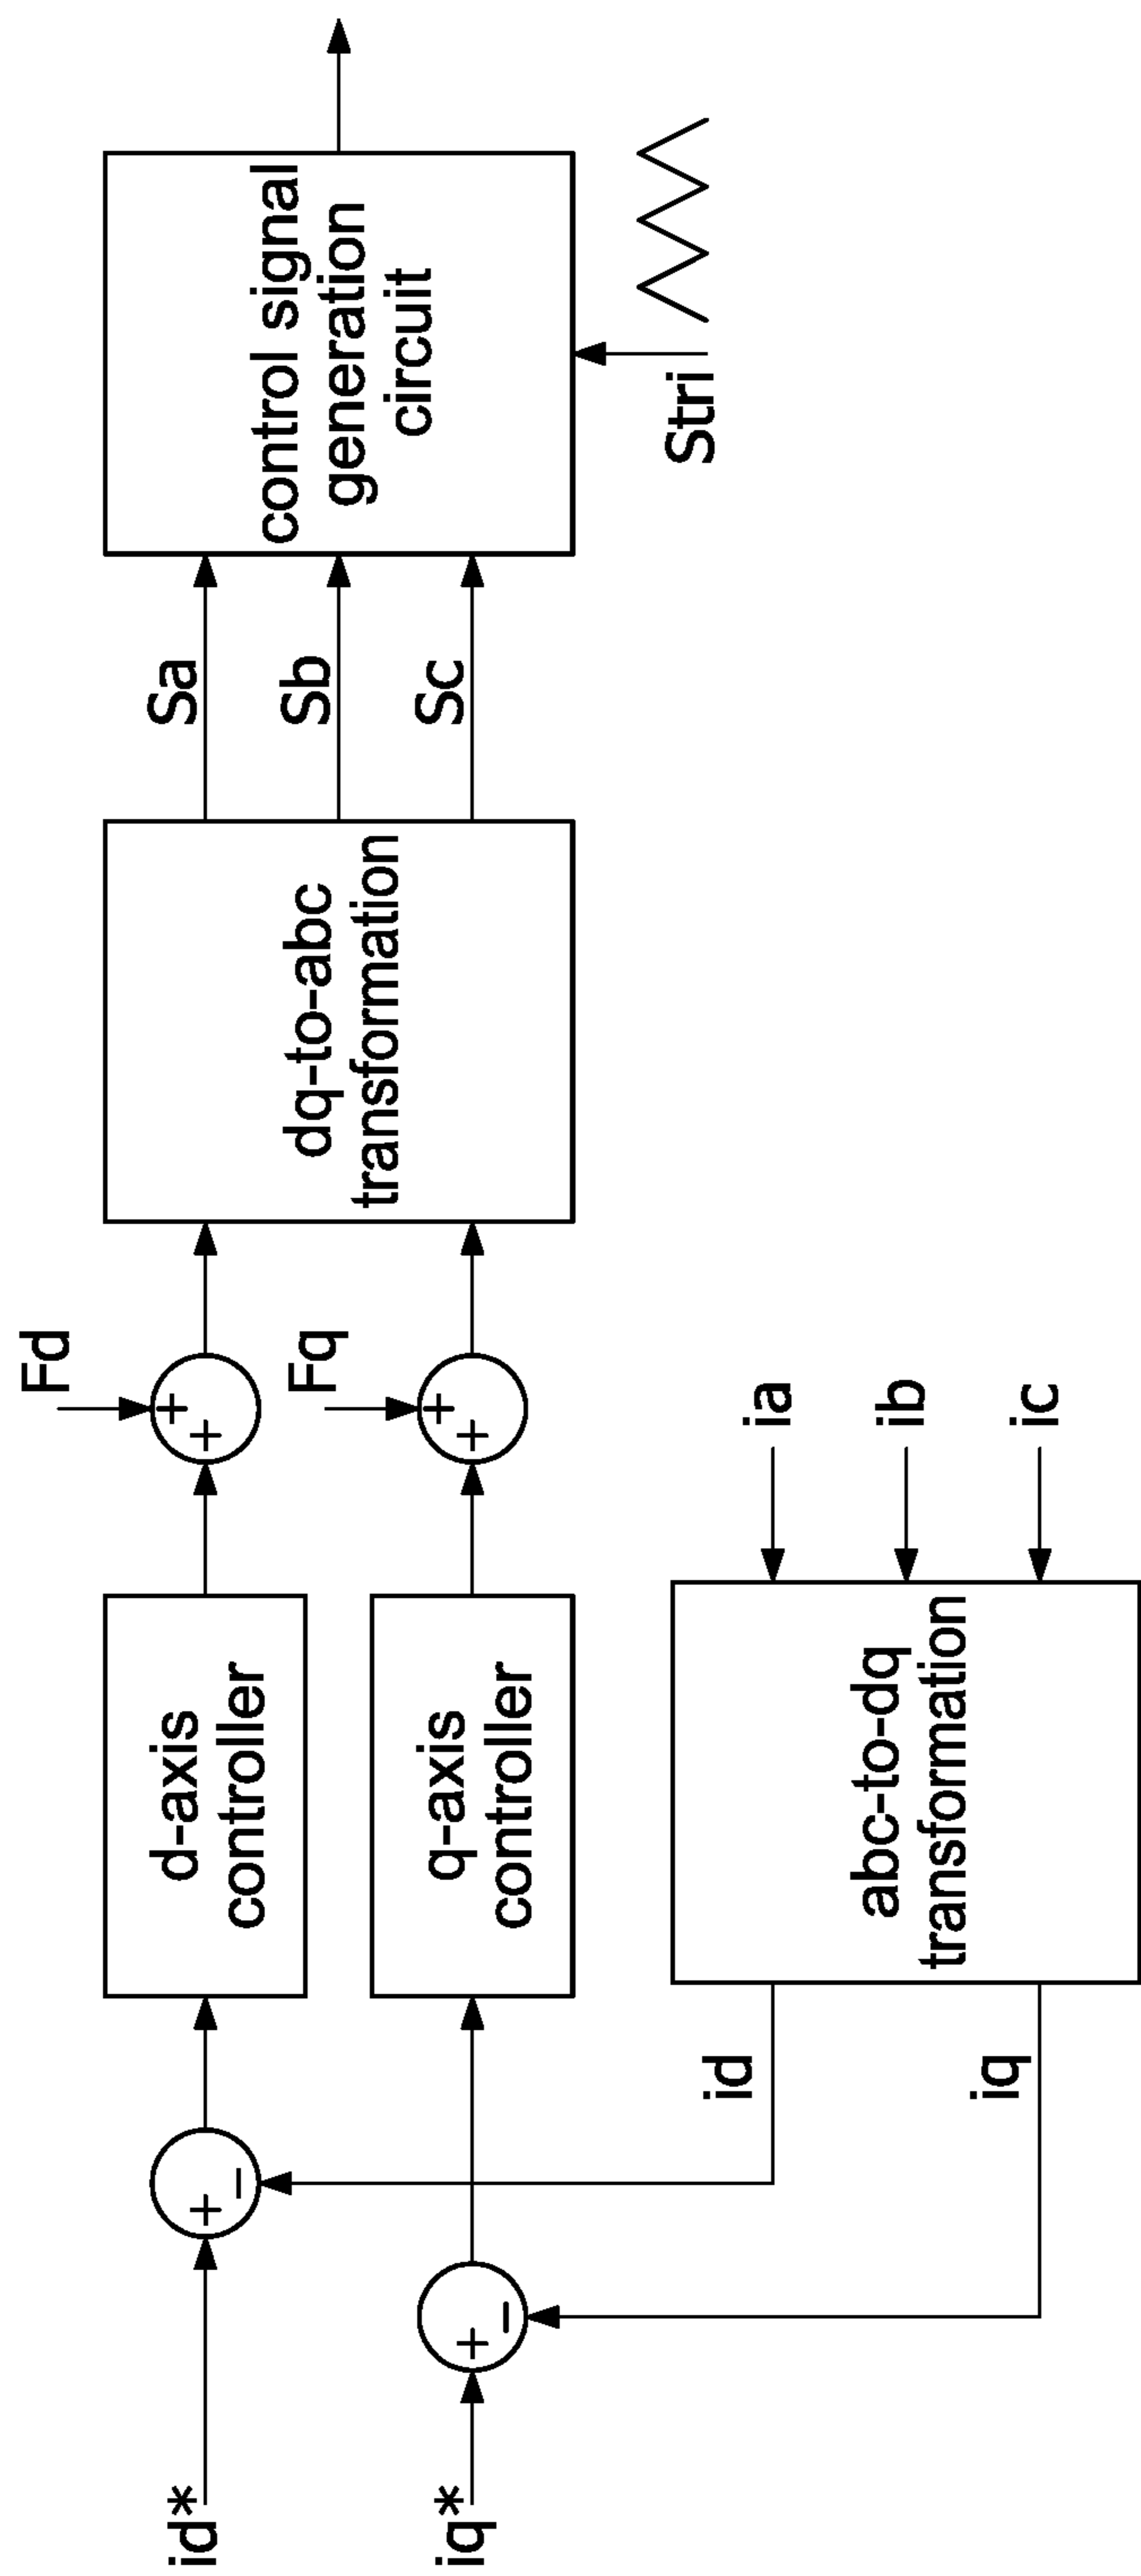 id*
iq*
+
−
+
−
d-axis
controller
q-axis
controller
id
iq
abc-to-dq
transformation
ia
ib
ic
Fd
+
+
Fq
+
+
dq-to-abc
transformation
Sa
Sb
Sc
control signal
generation
circuit
Stri